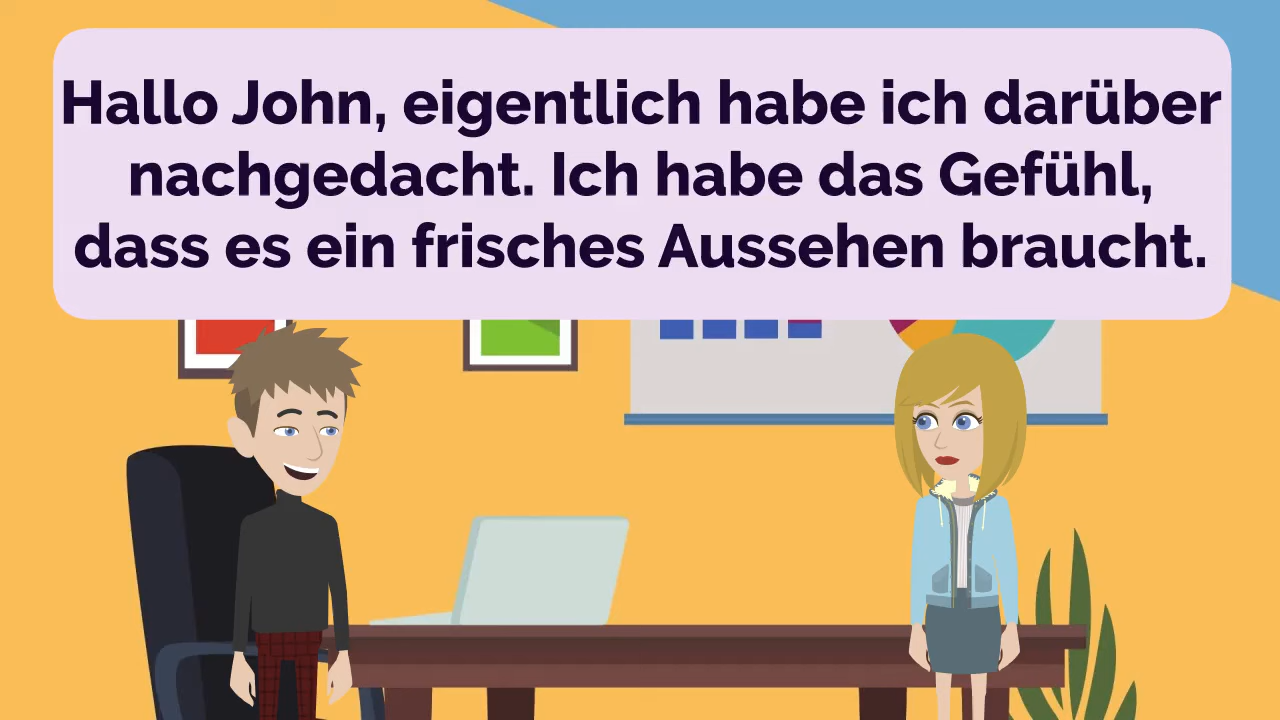 Hallo John, eigentlich habe ich darüber
nachgedacht. Ich habe das Gefühl,
dass es ein frisches Aussehen braucht.